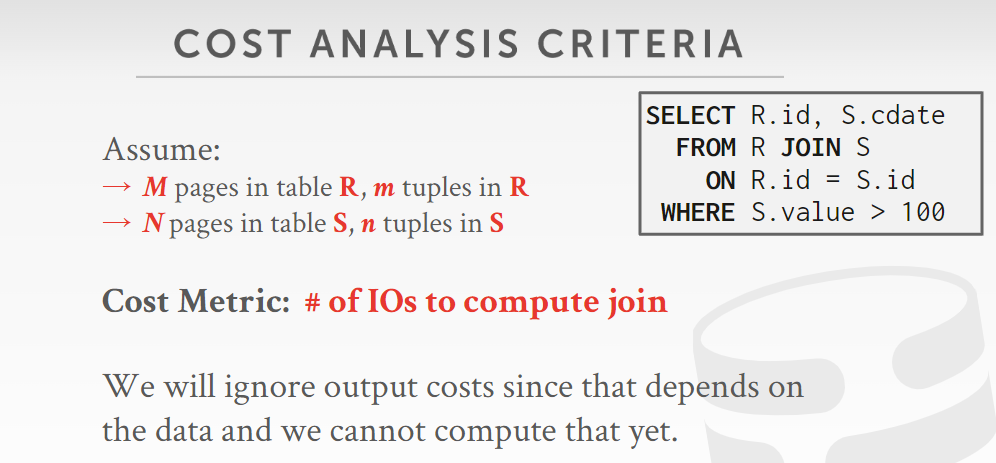 COST ANALYSIS CRITERIA
SELECT R.id, S.cdate
FROM R JOIN S
ON R.id = S.id
WHERE S.value > 100
Assume:
→ M pages in table R, m tuples in R
→ N pages in table S, n tuples in S
Cost Metric: # of IOs to compute join
We will ignore output costs since that depends on
the data and we cannot compute that yet.